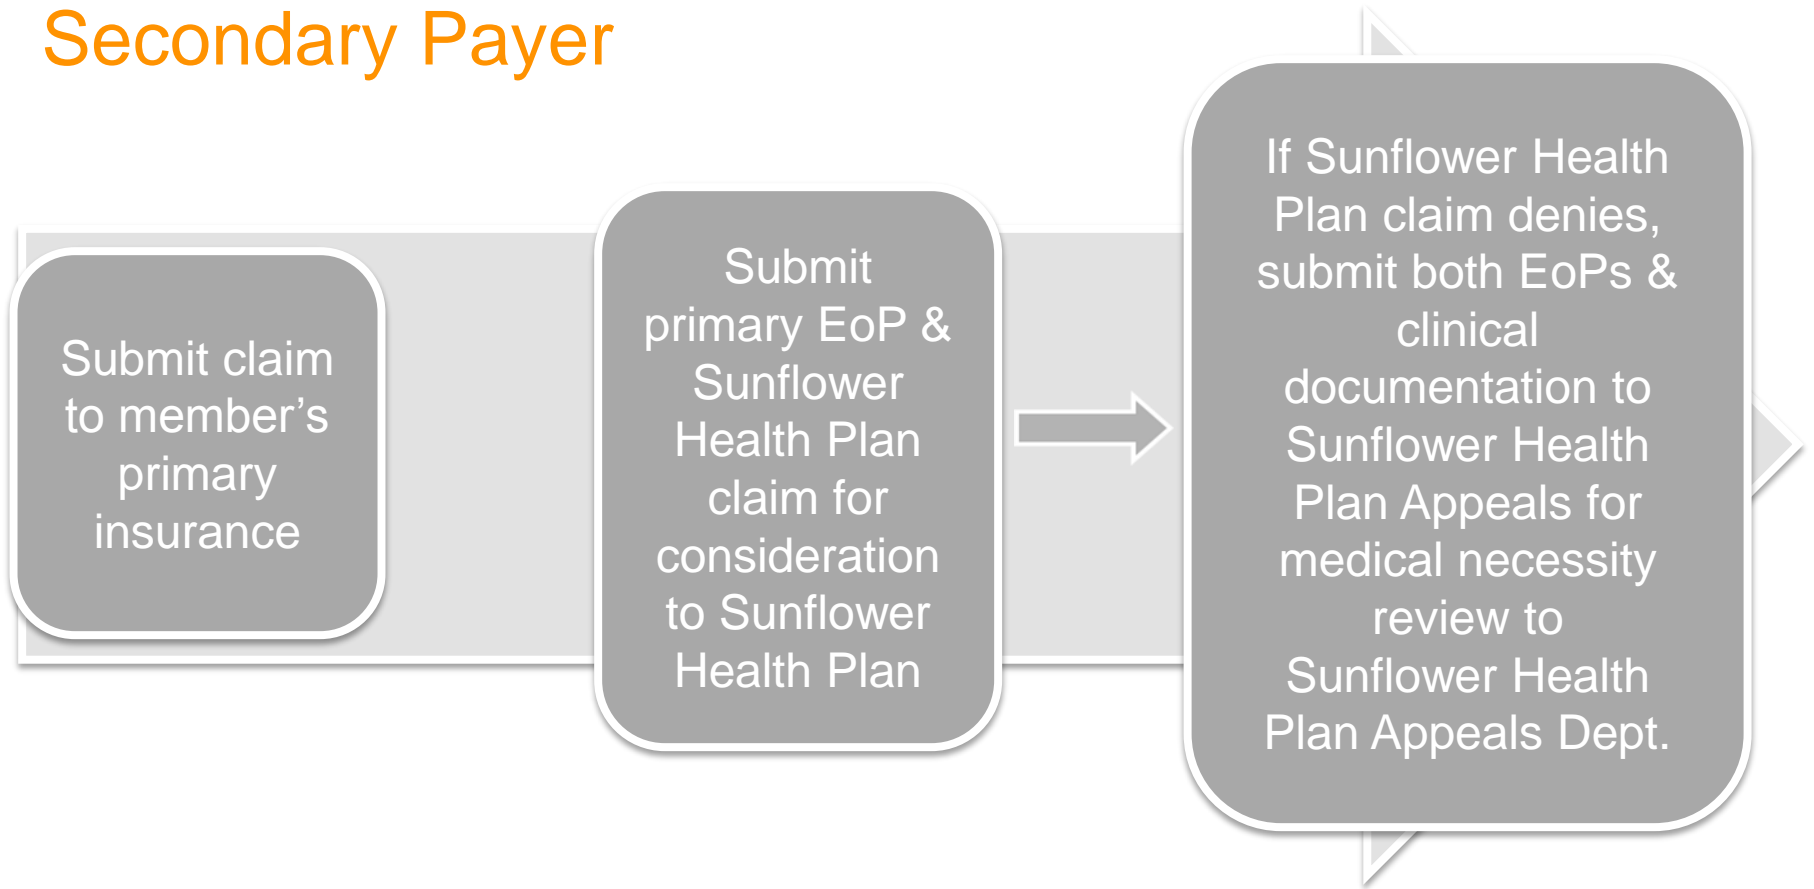 Secondary Payer
Submit claim
to member’s
primary
insurance
Submit
primary EoP &
Sunflower
Health Plan
claim for
consideration
to Sunflower
Health Plan
If Sunflower Health
Plan claim denies,
submit both EoPs &
clinical
documentation to
Sunflower Health
Plan Appeals for
medical necessity
review to
Sunflower Health
Plan Appeals Dept.